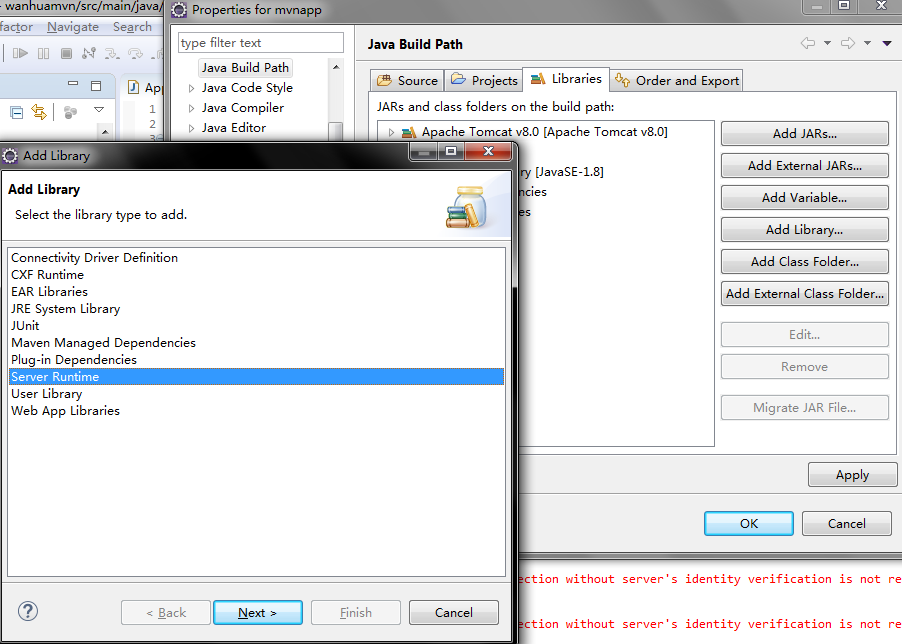 - wanhuamvn/src/main/java/
Properties for mvnapp
factor Navigate Search
type filter text
Java Build Path
Java Code Style
Java Compiler
Java Editor
Java Build Path
Source Projects Libraries Order and Export
JARs and class folders on the build path:
Apache Tomcat v8.0 [Apache Tomcat v8.0]
ry [JavaSE-1.8]
ncies
es
Add JARs...
Add External JARs...
Add Variable...
Add Library...
Add Class Folder...
Add External Class Folder...
Edit...
Remove
Migrate JAR File...
Apply
OK Cancel
App
1
2
Add Library
Add Library
Select the library type to add.
Connectivity Driver Definition
CXF Runtime
EAR Libraries
JRE System Library
JUnit
Maven Managed Dependencies
Plug-in Dependencies
Server Runtime
User Library
Web App Libraries
? < Back Next > Finish Cancel
ection without server's identity verification is not re
ection without server's identity verification is not re